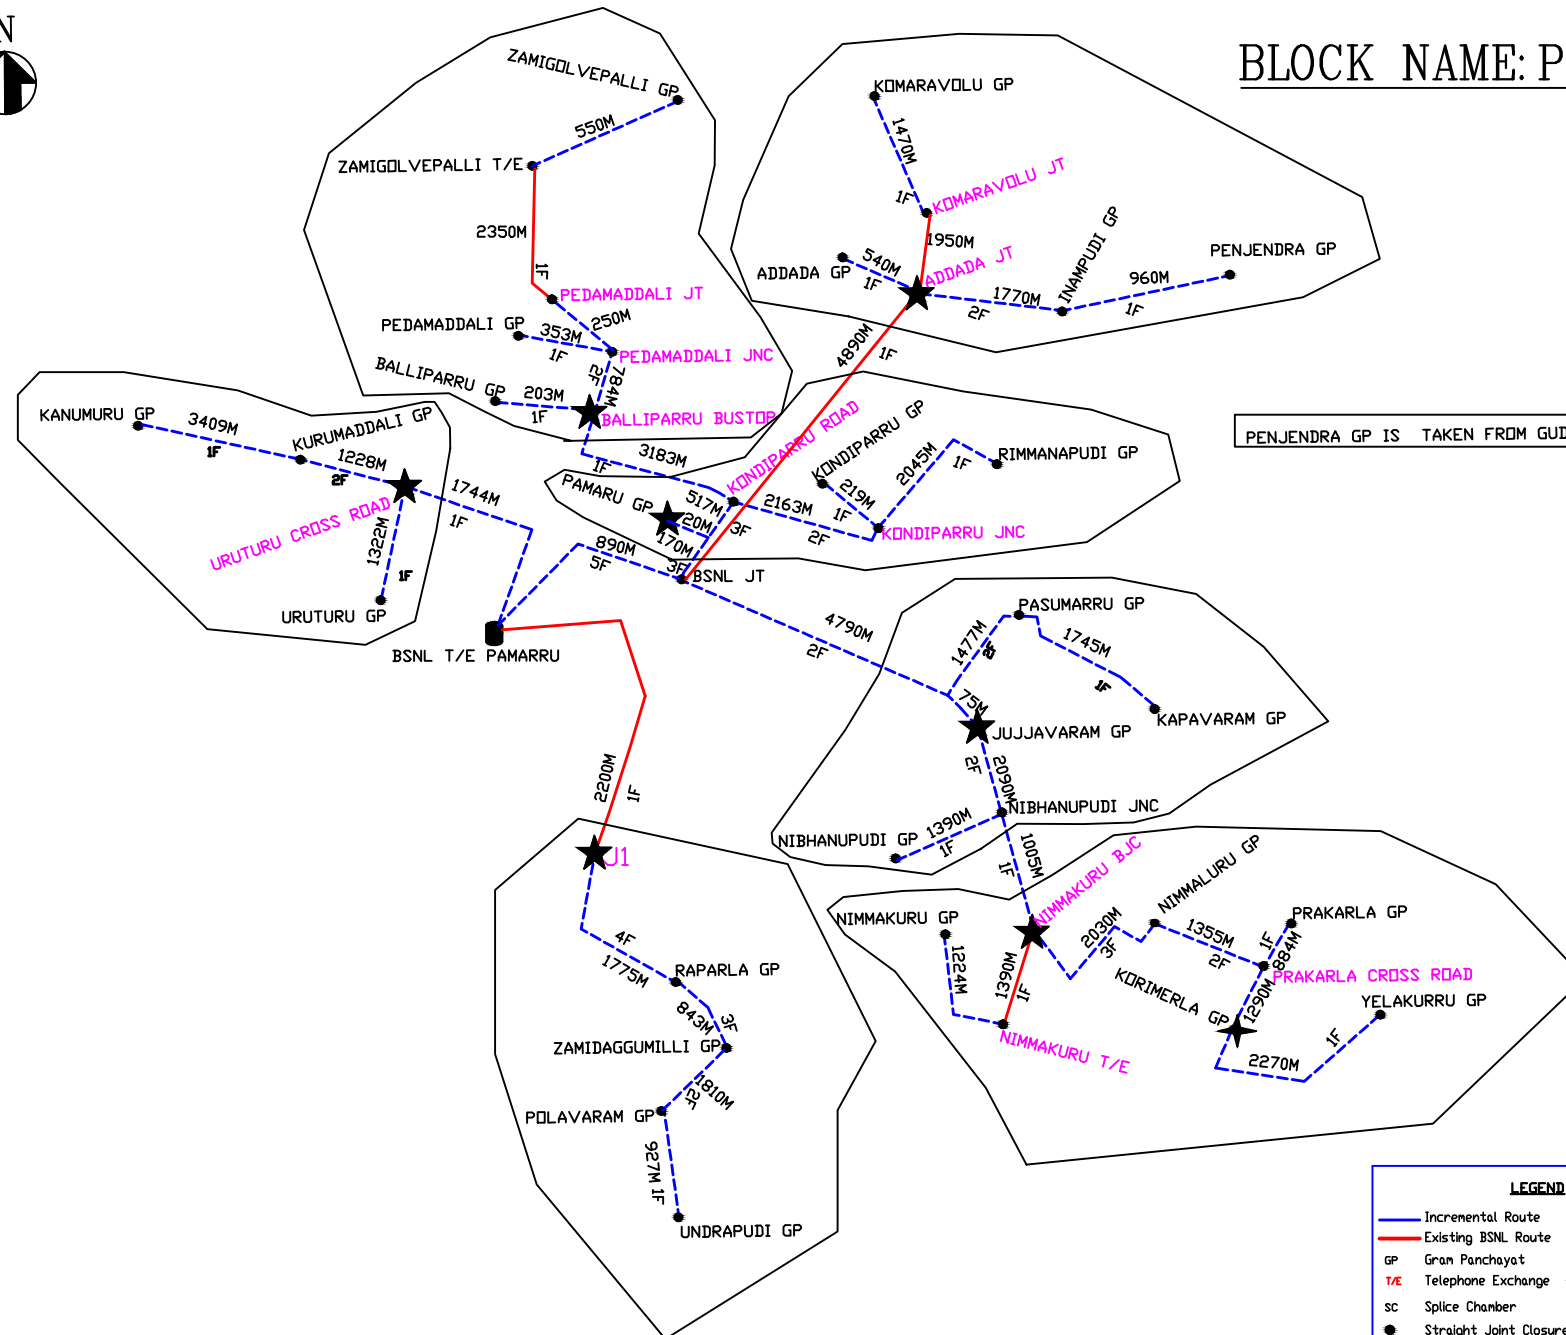 N
BLOCK NAME: P
ZAMIGOLVEPALLI GP
550M
ZAMIGOLVEPALLI T/E
2350M
1F
PEDAMADDALI JT
250M
PEDAMADDALI GP
353M
1F
PEDAMADDALI JNC
784M
2F
BALLIPARRU GP
203M
1F
BALLIPARRU BUSTOP
3183M
1F
KOMARAVOLU GP
1470M
1F
KOMARAVOLU JT
1950M
ADDADA JT
540M
ADDADA GP
1F
1770M
2F
INAMPUDI GP
960M
1F
PENJENDRA GP
4890M
1F
PENJENDRA GP IS TAKEN FROM GUD
KANUMURU GP
3409M
1F
KURUMADDALI GP
1228M
2F
1744M
1F
URUTURU CROSS ROAD
1322M
1F
URUTURU GP
KONDIPARRU ROAD
KONDIPARRU GP
2045M
1F
RIMMANAPUDI GP
219M
1F
PAMARU GP
517M
3F
20M
170M
3F
2163M
2F
KONDIPARRU JNC
890M
5F
BSNL JT
BSNL T/E PAMARRU
4790M
2F
PASUMARRU GP
1477M
2F
1745M
1F
KAPAVARAM GP
75M
JUJJAVARAM GP
2090M
2F
NIBHANUPUDI JNC
NIBHANUPUDI GP
1390M
1F
1005M
1F
2200M
1F
J1
4F
1775M
RAPARLA GP
843M
3F
ZAMIDAGGUMILLI GP
1810M
2F
POLAVARAM GP
927M 1F
UNDRAPUDI GP
NIMMAKURU BJC
NIMMAKURU GP
1224M
1390M
1F
NIMMAKURU T/E
2030M
3F
NIMMALURU GP
1355M
2F
PRAKARLA GP
1F
884M
PRAKARLA CROSS ROAD
KORIMERLA GP
1290M
YELAKURRU GP
2270M
1F
LEGEND
Incremental Route
Existing BSNL Route
GP Gram Panchayat
T/E Telephone Exchange
SC Splice Chamber
Straight Joint Closure